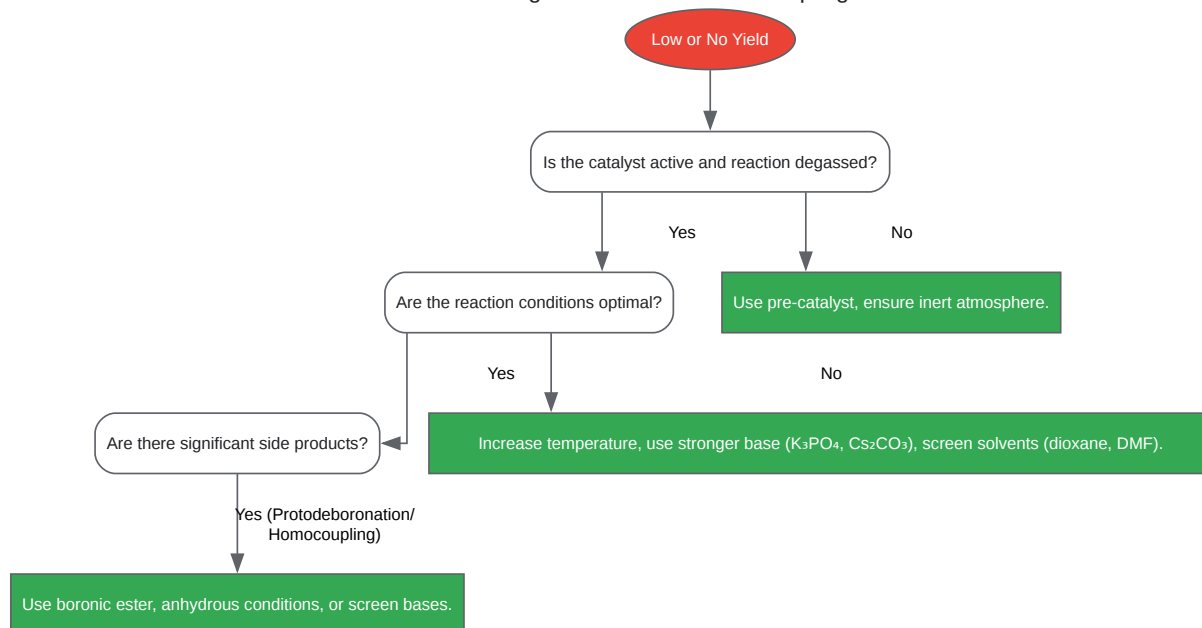 Low or No Yield
Is the catalyst active and reaction degassed?
Yes
No
Are the reaction conditions optimal?
Use pre-catalyst, ensure inert atmosphere.
Yes
No
Are there significant side products?
Increase temperature, use stronger base (K₃PO₄, Cs₂CO₃), screen solvents (dioxane, DMF).
Yes (Protodeboronation/
Homocoupling)
Use boronic ester, anhydrous conditions, or screen bases.